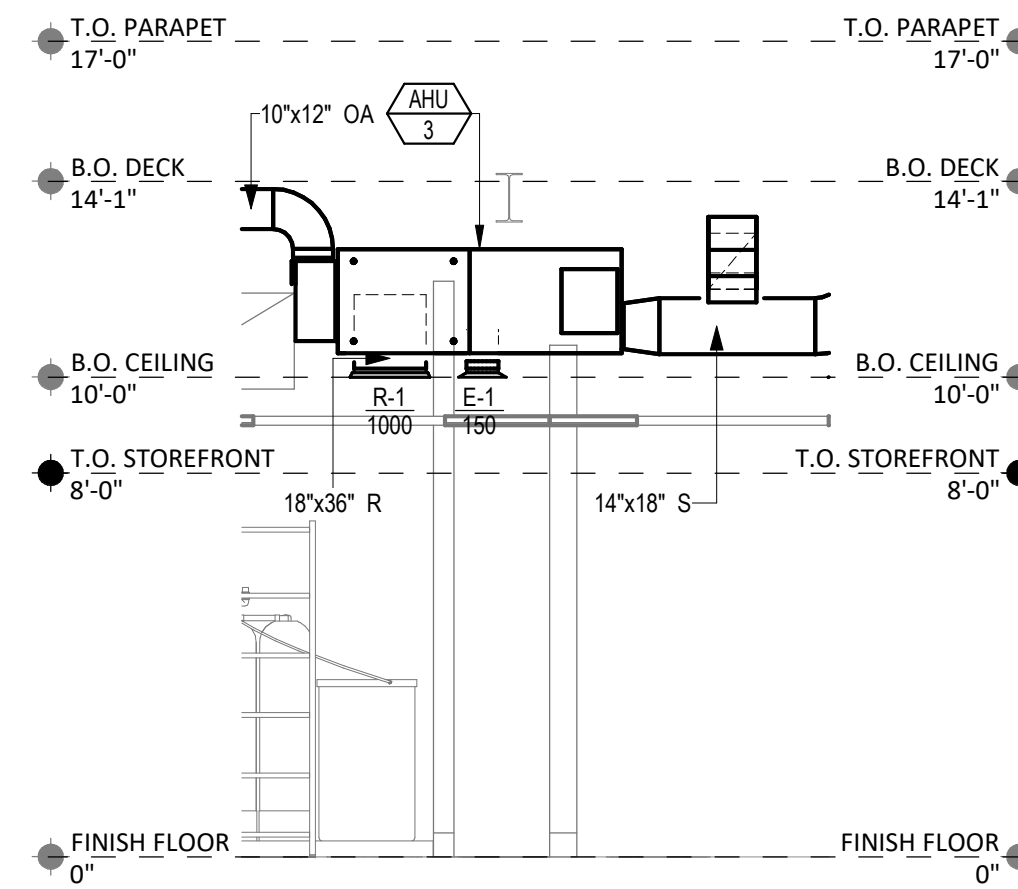 T.O. PARAPET
17'-0"
T.O. PARAPET
17'-0"
10"x12" OA
AHU
3
B.O. DECK
14'-1"
B.O. DECK
14'-1"
B.O. CEILING
10'-0"
B.O. CEILING
10'-0"
R-1
1000
E-1
150
T.O. STOREFRONT
8'-0"
T.O. STOREFRONT
8'-0"
18"x36" R
14"x18" S
FINISH FLOOR
0"
FINISH FLOOR
0"